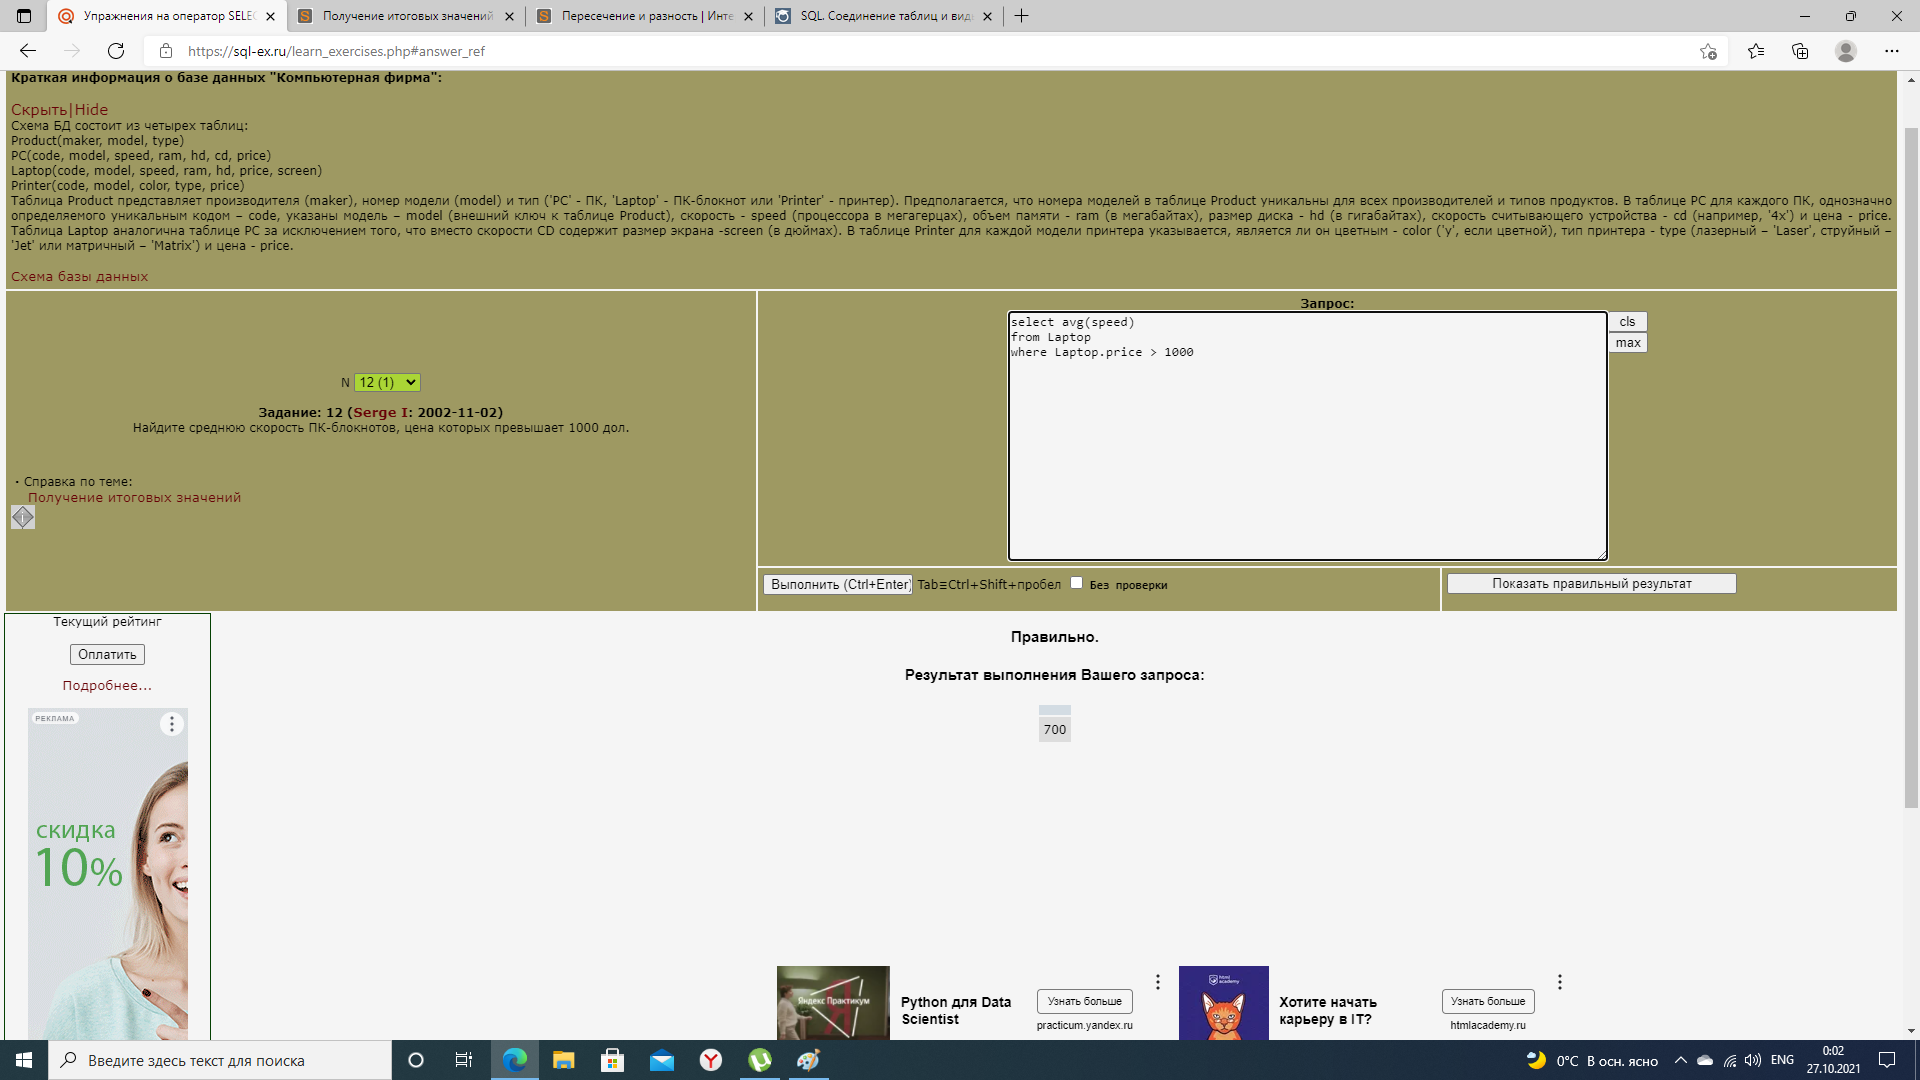 Упражнения на оператор SELEC
Получение итоговых значений
Пересечение и разность | Инте
SQL. Соединение таблиц и вид
https://sql-ex.ru/learn_exercises.php#answer_ref
Краткая информация о базе данных "Компьютерная фирма":
Скрыть|Hide
Схема БД состоит из четырех таблиц:
Product(maker, model, type)
PC(code, model, speed, ram, hd, cd, price)
Laptop(code, model, speed, ram, hd, price, screen)
Printer(code, model, color, type, price)
Таблица Product представляет производителя (maker), номер модели (model) и тип ('PC' - ПК, 'Laptop' - ПК-блокнот или 'Printer' - принтер). Предполагается, что номера моделей в таблице Product уникальны для всех производителей и типов продуктов. В таблице PC для каждого ПК, однозначно
определяемого уникальным кодом – code, указаны модель – model (внешний ключ к таблице Product), скорость - speed (процессора в мегагерцах), объем памяти - ram (в мегабайтах), размер диска - hd (в гигабайтах), скорость считывающего устройства - cd (например, '4x') и цена - price.
Таблица Laptop аналогична таблице РС за исключением того, что вместо скорости CD содержит размер экрана -screen (в дюймах). В таблице Printer для каждой модели принтера указывается, является ли он цветным - color ('y', если цветной), тип принтера - type (лазерный – 'Laser', струйный –
'Jet' или матричный – 'Matrix') и цена - price.
Схема базы данных
N 12 (1)
Задание: 12 (Serge I: 2002-11-02)
Найдите среднюю скорость ПК-блокнотов, цена которых превышает 1000 дол.
· Справка по теме:
Получение итоговых значений
Запрос:
select avg(speed)
from Laptop
where Laptop.price > 1000
cls
max
Выполнить (Ctrl+Enter) Tab≡Ctrl+Shift+пробел Без проверки
Показать правильный результат
Текущий рейтинг
Оплатить
Подробнее...
РЕКЛАМА
скидка
10%
Правильно.
Результат выполнения Вашего запроса:
700
Яндекс Практикум
Python для Data
Scientist
Узнать больше
practicum.yandex.ru
html
academy
Хотите начать
карьеру в IT?
Узнать больше
htmlacademy.ru
Введите здесь текст для поиска
0°C В осн. ясно
ENG
0:02
27.10.2021